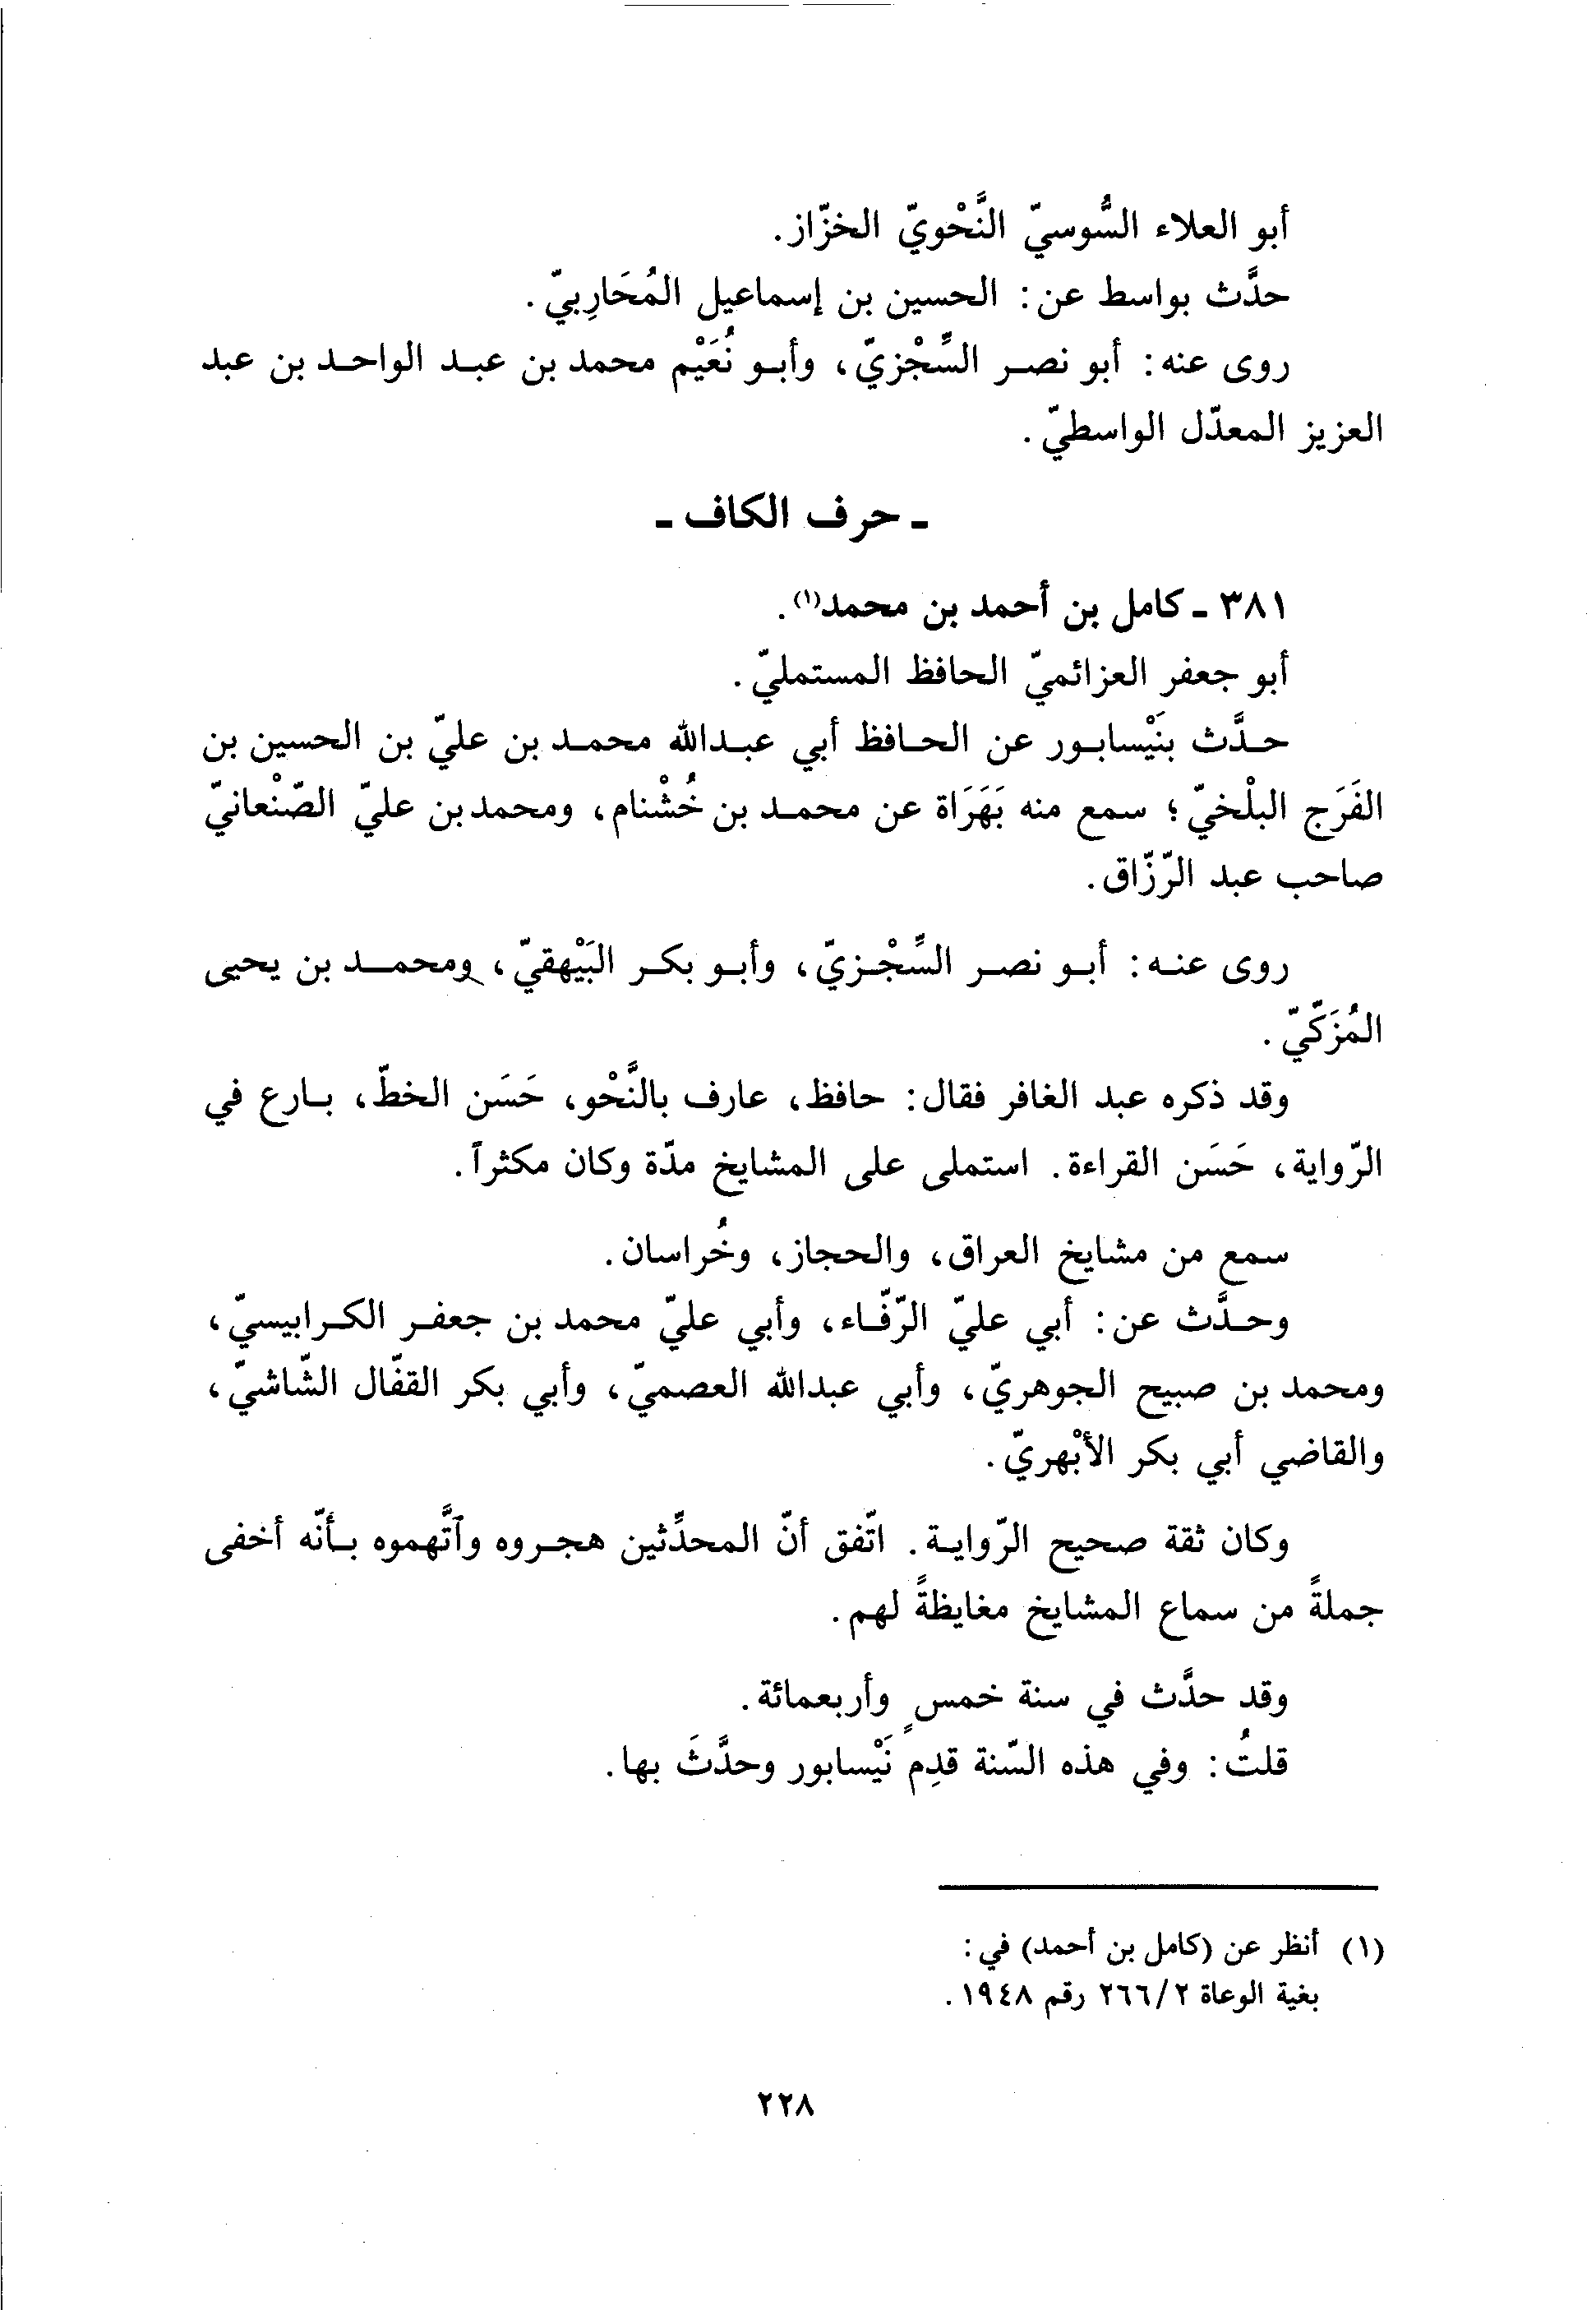 أبو العلاء السُّوسيّ النَّحْويّ الخزّاز.
حدَّث بواسط عن: الحسين بن إسماعيل المُحَارِبيّ.
روى عنه: أبو نصر السِّجْزيّ، وأبو نُعَيْم محمد بن عبد الواحد بن عبد
العزيز المعدّل الواسطيّ.
ـ حرف الكاف ـ
٣٨١ ـ كامل بن أحمد بن محمد(١).
أبو جعفر العزائميّ الحافظ المستمليّ.
حدَّث بنَيْسابور عن الحافظ أبي عبدالله محمد بن عليّ بن الحسين بن
الفَرَج البلْخيّ؛ سمع منه بَهَرَاة عن محمد بن خُشْنام، ومحمد بن عليّ الصّنْعانيّ
صاحب عبد الرّزّاق.
روى عنه: أبو نصر السِّجْزيّ، وأبو بكر البَيْهقيّ، ومحمد بن يحيى
المُزَكّيّ.
وقد ذكره عبد الغافر فقال: حافظ، عارف بالنَّحْو، حَسَن الخطّ، بارع في
الرّواية، حَسَن القراءة. استملى على المشايخ مدّة وكان مكثراً.
سمع من مشايخ العراق، والحجاز، وخُراسان.
وحدَّث عن: أبي عليّ الرّفّاء، وأبي عليّ محمد بن جعفر الكرابيسيّ،
ومحمد بن صبيح الجوهريّ، وأبي عبدالله العصميّ، وأبي بكر القفّال الشّاشيّ،
والقاضي أبي بكر الأبْهريّ.
وكان ثقة صحيح الرّواية. اتّفق أنّ المحدِّثين هجروه وٱتَّهموه بأنّه أخفى
جملةً من سماع المشايخ مغايظةً لهم.
وقد حدَّث في سنة خمسٍ وأربعمائة.
قلتُ: وفي هذه السّنة قدِم نَيْسابور وحدَّثَ بها.
(١) أنظر عن (كامل بن أحمد) في:
بغية الوعاة ٢/٢٦٦ رقم ١٩٤٨.
٢٢٨